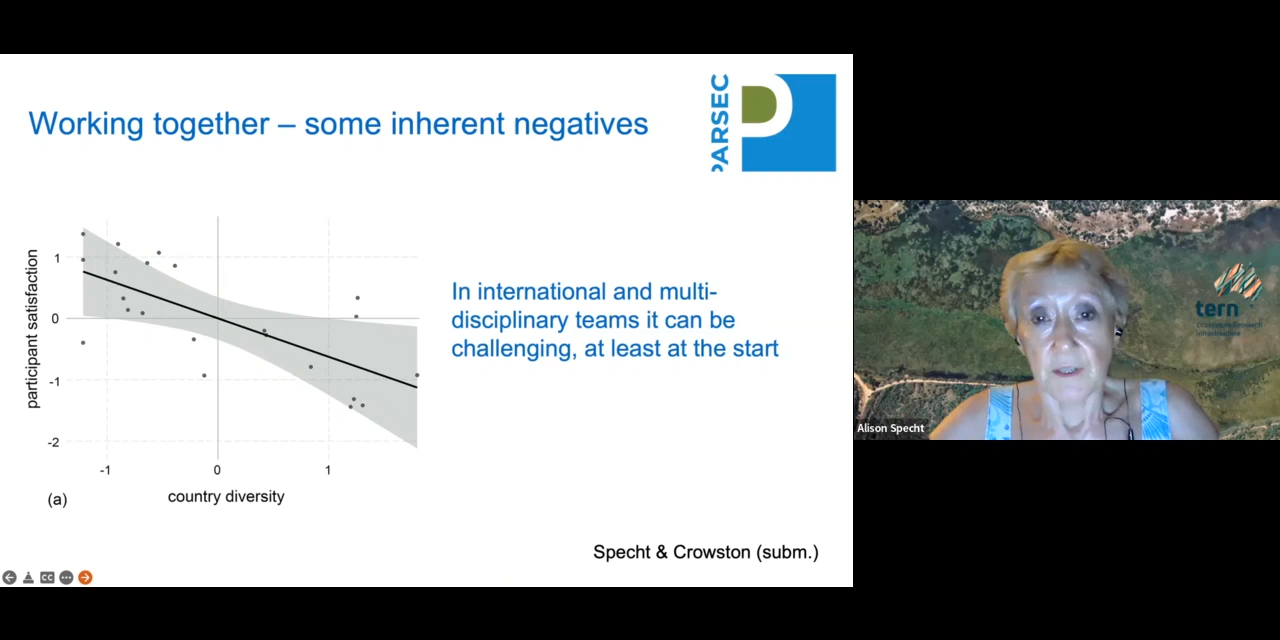 Working together – some inherent negatives
PARSEC
participant satisfaction
1
0
-1
-2
-1
0
1
country diversity
(a)
In international and multi-
disciplinary teams it can be
challenging, at least at the start
Specht & Crowston (subm.)
CC
tern
Alison Specht